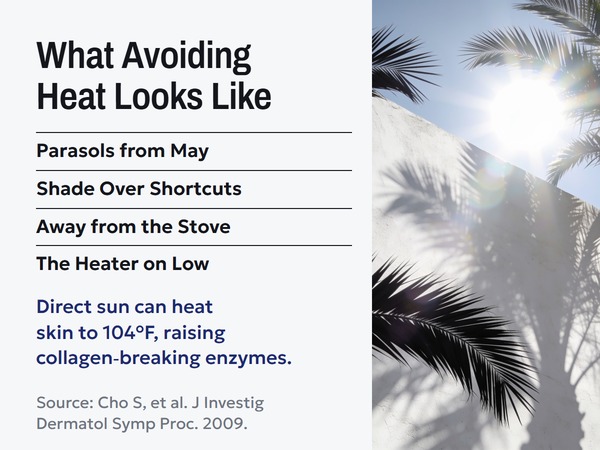 What Avoiding
Heat Looks Like
Parasols from May
Shade Over Shortcuts
Away from the Stove
The Heater on Low
Direct sun can heat
skin to 104°F, raising
collagen-breaking enzymes.
Source: Cho S, et al. J Investig
Dermatol Symp Proc. 2009.